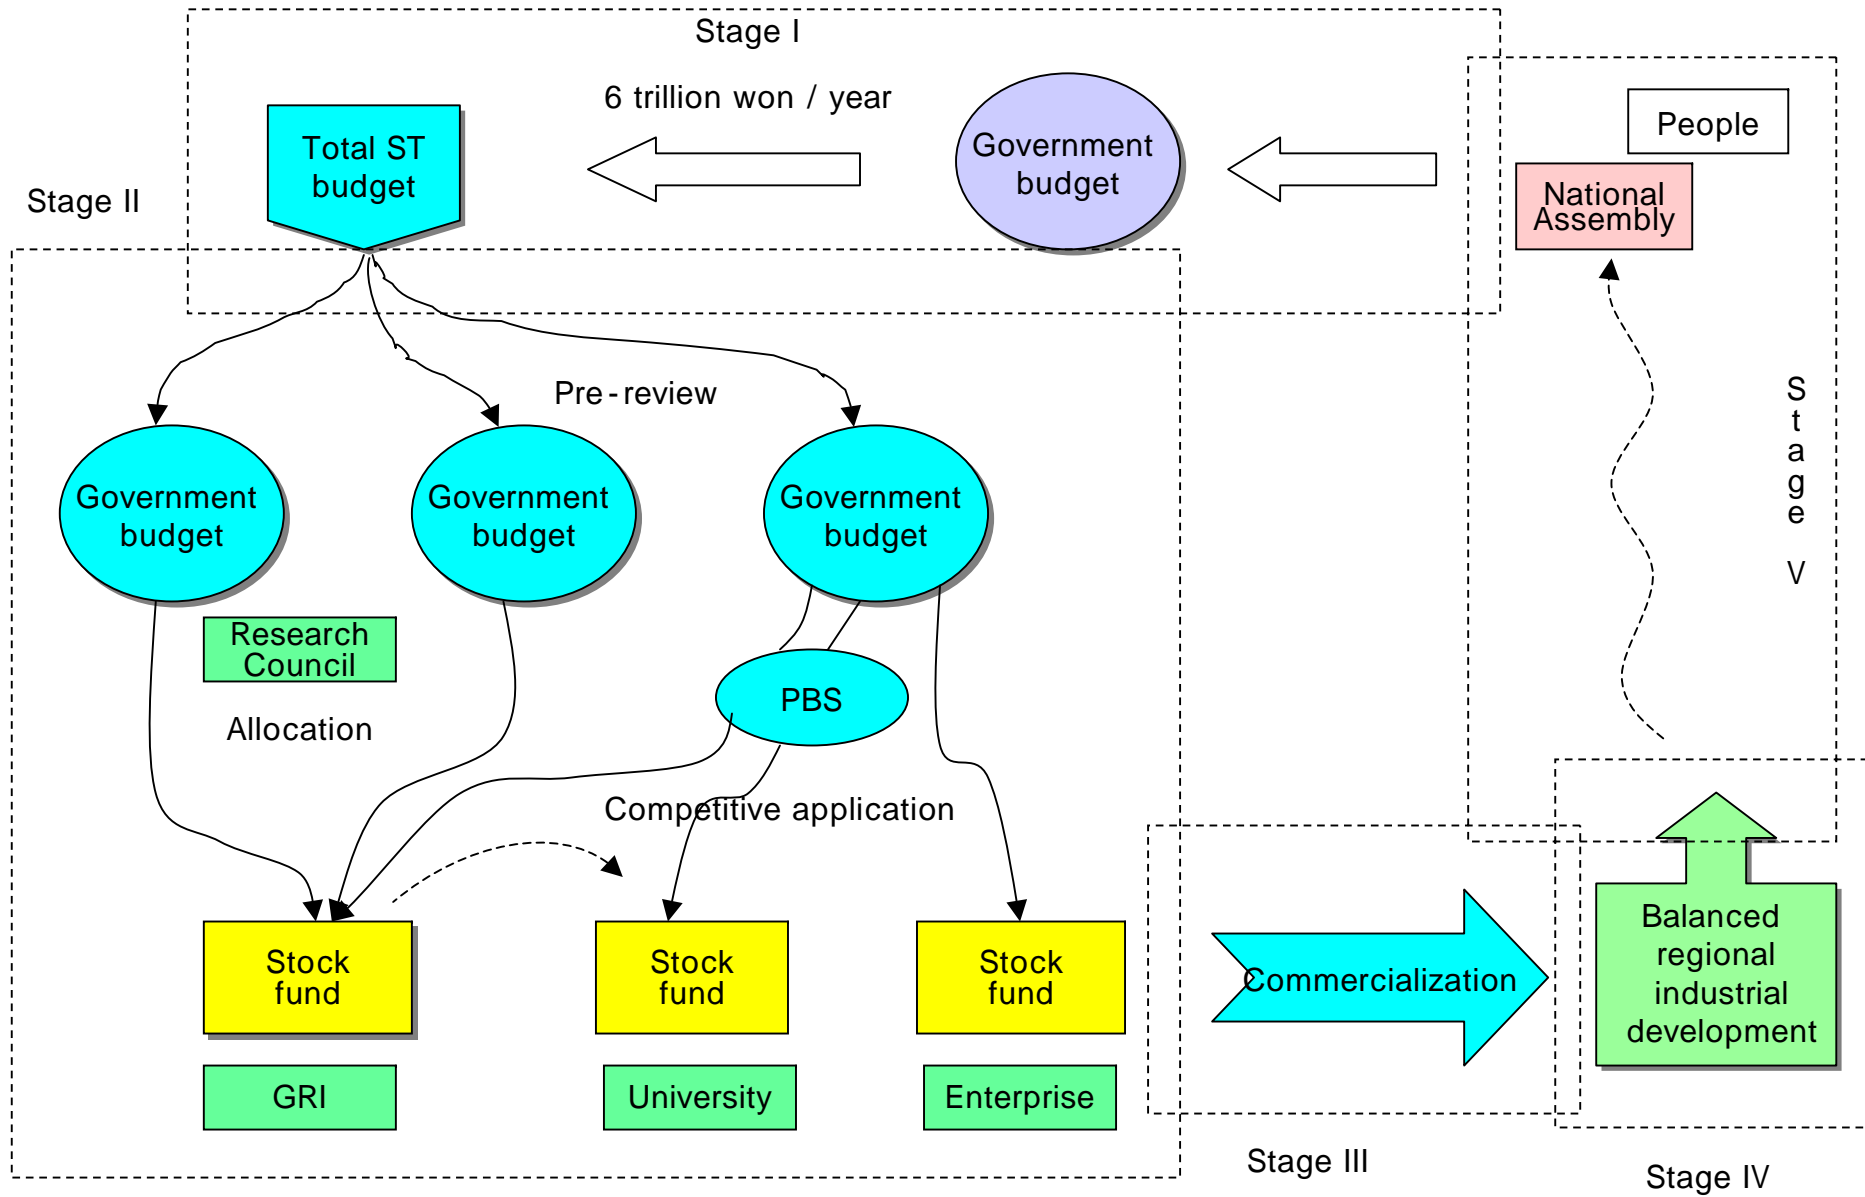 Stage I
6 trillion won / year
Total ST
budget
Government
budget
People
National
Assembly
Stage II
Pre-review
Government
budget
Government
budget
Government
budget
Research
Council
PBS
Allocation
Competitive application
Stock
fund
Stock
fund
Stock
fund
GRI
University
Enterprise
Commercialization
Stage III
Balanced
regional
industrial
development
Stage IV
Stage V